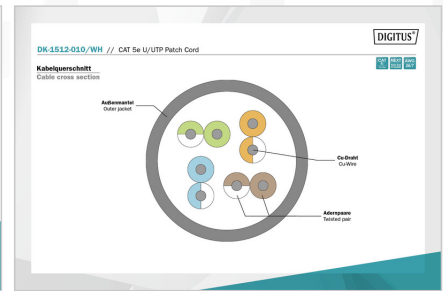 DIGITUS®
DK-1512-010/WH // CAT 5e U/UTP Patch Cord
Kabelquerschnitt
Cable cross section
Außenmantel
Outer jacket
Cu-Draht
Cu-Wire
Adernpaare
Twisted pair